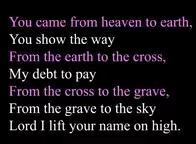 You came from heaven to earth,
You show the way
From the earth to the cross,
My debt to pay
From the cross to the grave,
From the grave to the sky
Lord I lift your name on high.